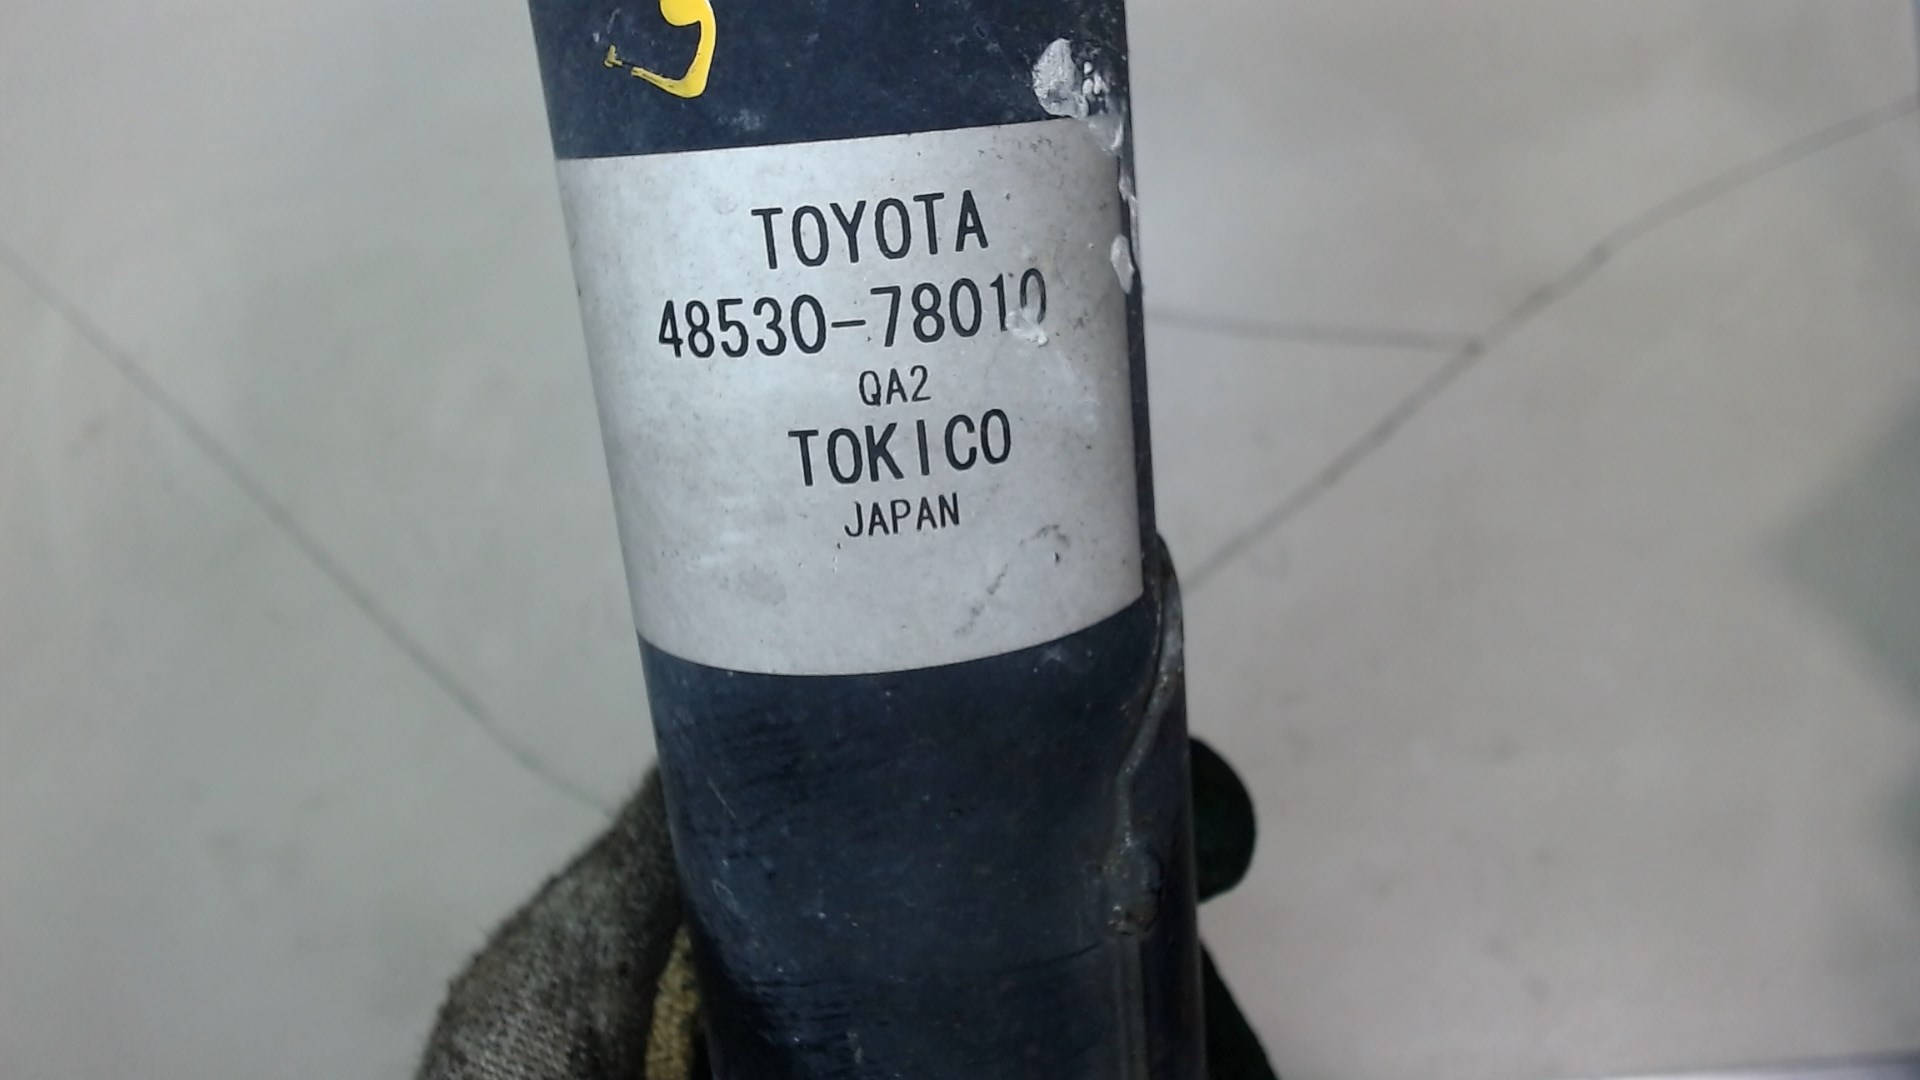 TOYOTA
48530-78010
QA2
TOKICO
JAPAN